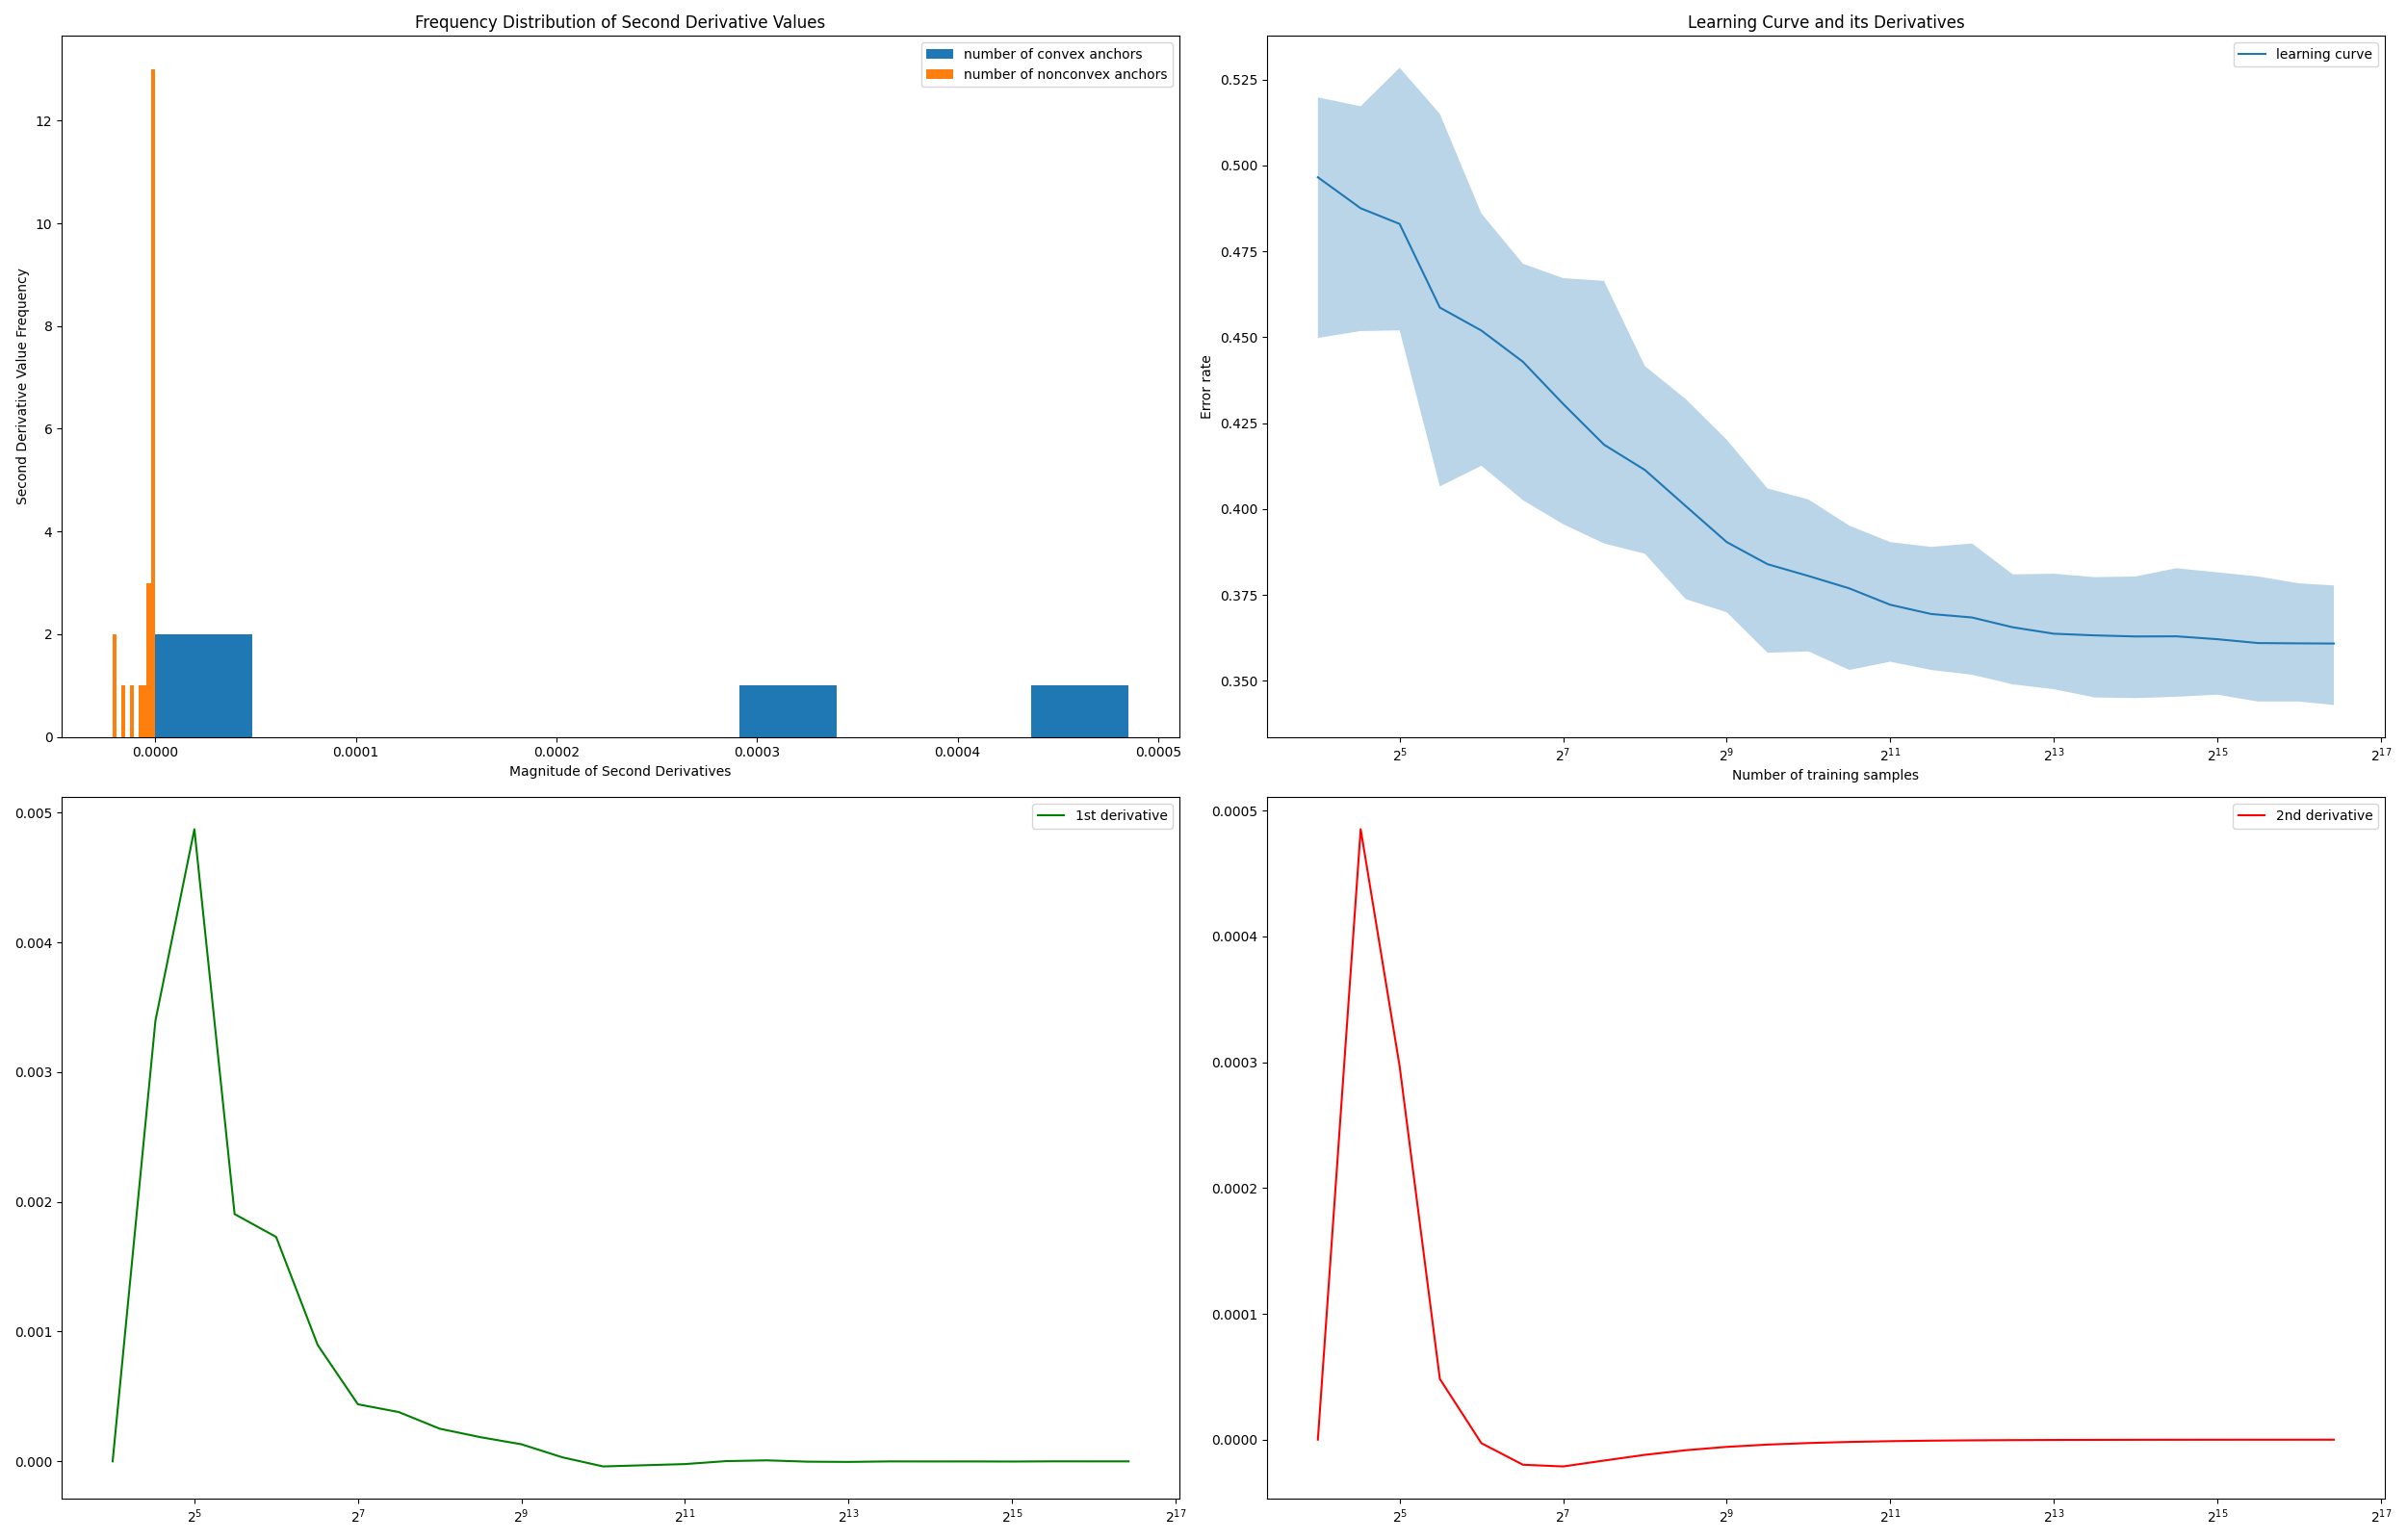 Frequency Distribution of Second Derivative Values
number of convex anchors
number of nonconvex anchors
Second Derivative Value Frequency
12
10
8
6
4
2
0
0.0000 0.0001 0.0002 0.0003 0.0004 0.0005
Magnitude of Second Derivatives
Learning Curve and its Derivatives
learning curve
Error rate
0.525
0.500
0.475
0.450
0.425
0.400
0.375
0.350
2^5 2^7 2^9 2^11 2^13 2^15 2^17
Number of training samples
1st derivative
0.005
0.004
0.003
0.002
0.001
0.000
2^5 2^7 2^9 2^11 2^13 2^15 2^17
2nd derivative
0.0005
0.0004
0.0003
0.0002
0.0001
0.0000
2^5 2^7 2^9 2^11 2^13 2^15 2^17